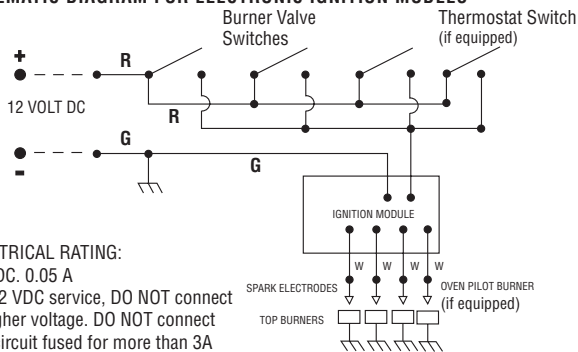 EMATIC DIAGRAM FOR ELECTRONIC IGNITION MODELS
Burner Valve
Switches
Thermostat Switch
(if equipped)
+
R
12 VOLT DC
R
G
G
-
IGNITION MODULE
TRICAL RATING:
DC. 0.05 A
2 VDC service, DO NOT connect
gher voltage. DO NOT connect
circuit fused for more than 3A
W W W W
SPARK ELECTRODES
OVEN PILOT BURNER
(if equipped)
TOP BURNERS